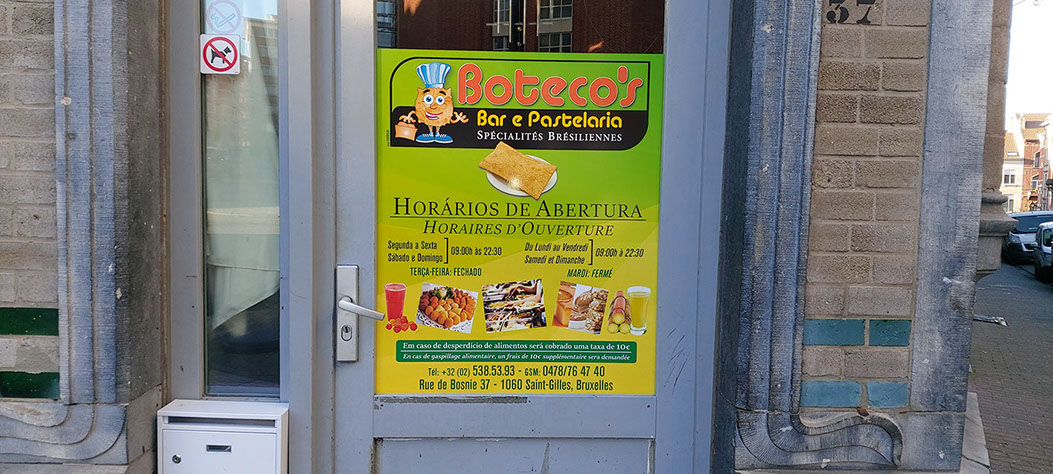 37
Boteco's
Bar e Pastelaria
Spécialités Brésiliennes
Horários de Abertura
Horaires d'Ouverture
Segunda a Sexta
Sábado e Domingo
09:00h às 22:30
Du Lundi au Vendredi
Samedi et Dimanche
09:00h à 22:30
TERÇA-FEIRA: FECHADO
MARDI: FERMÉ
Em caso de desperdício de alimentos será cobrado uma taxa de 10€
En cas de gaspillage alimentaire, un frais de 10€ supplémentaire sera demandée
Tél: +32 (02) 538.53.93 - GSM: 0478/76 47 40
Rue de Bosnie 37 - 1060 Saint-Gilles, Bruxelles